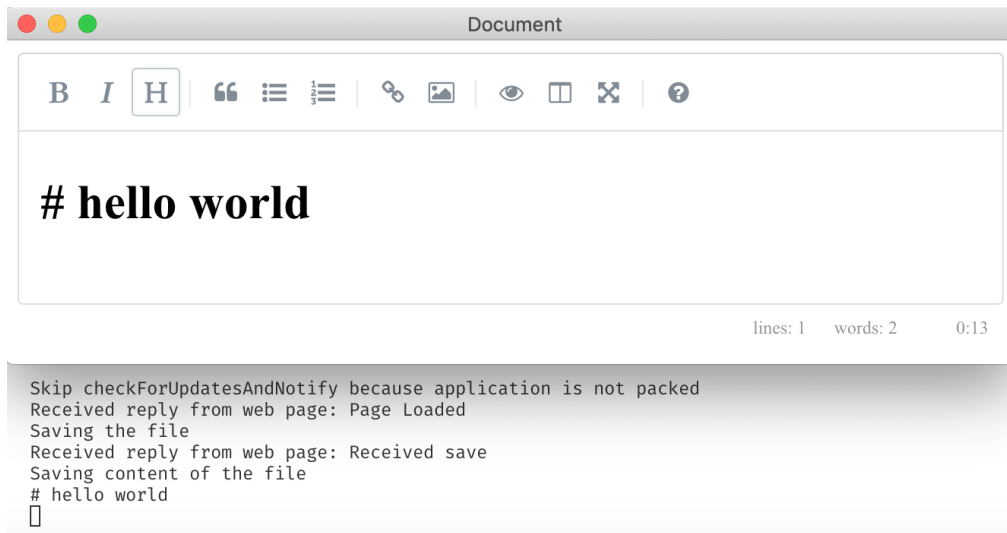 Document
B I H
# hello world
lines: 1 words: 2 0:13
Skip checkForUpdatesAndNotify because application is not packed
Received reply from web page: Page Loaded
Saving the file
Received reply from web page: Received save
Saving content of the file
# hello world